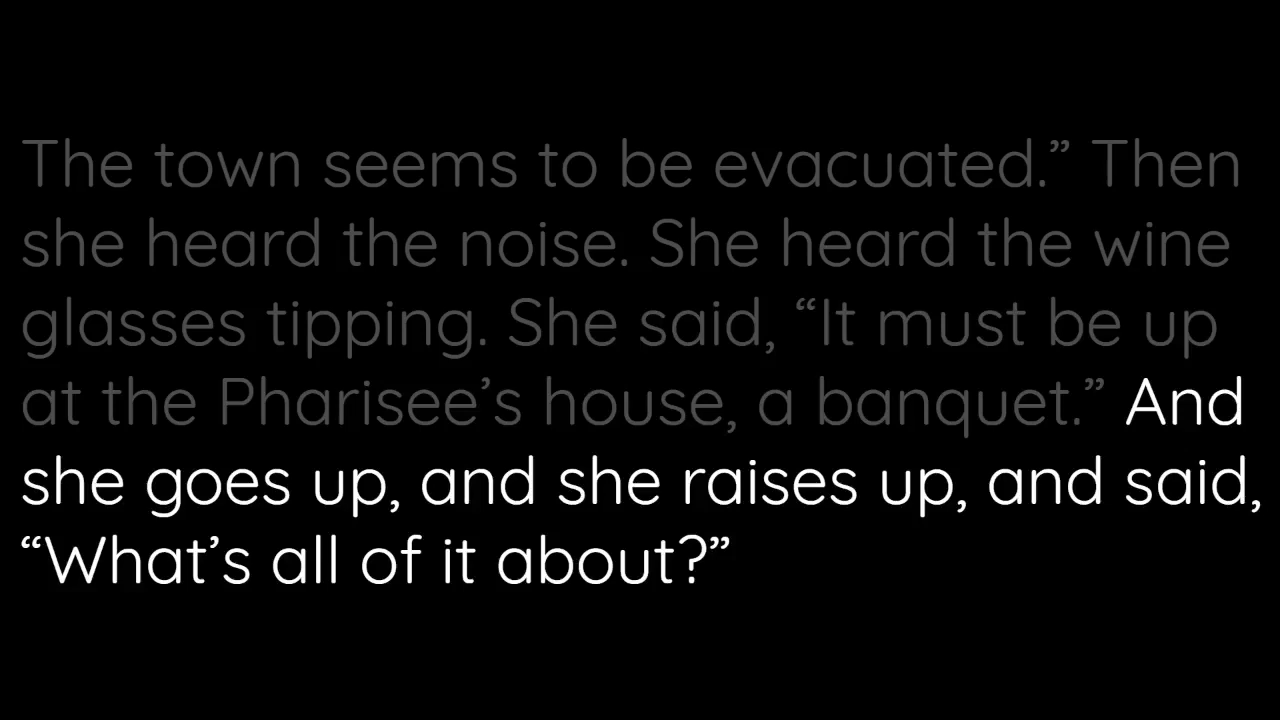 The town seems to be evacuated.” Then
she heard the noise. She heard the wine
glasses tipping. She said, “It must be up
at the Pharisee’s house, a banquet.” And
she goes up, and she raises up, and said,
“What’s all of it about?”